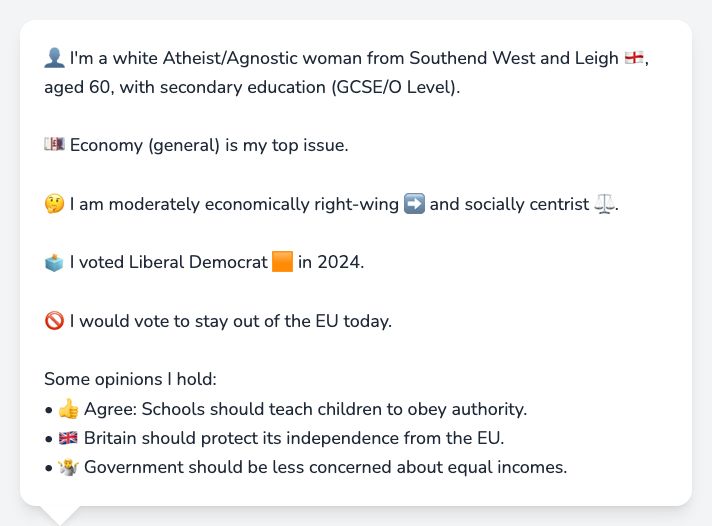 👤 I'm a white Atheist/Agnostic woman from Southend West and Leigh 🏴󠁧󠁢󠁥󠁮󠁧󠁿,
aged 60, with secondary education (GCSE/O Level).
💷 Economy (general) is my top issue.
🤔 I am moderately economically right-wing ➡️ and socially centrist ⚖️.
🗳️ I voted Liberal Democrat 🟧 in 2024.
🚫 I would vote to stay out of the EU today.
Some opinions I hold:
• 👍 Agree: Schools should teach children to obey authority.
• 🇬🇧 Britain should protect its independence from the EU.
• 🤷 Government should be less concerned about equal incomes.